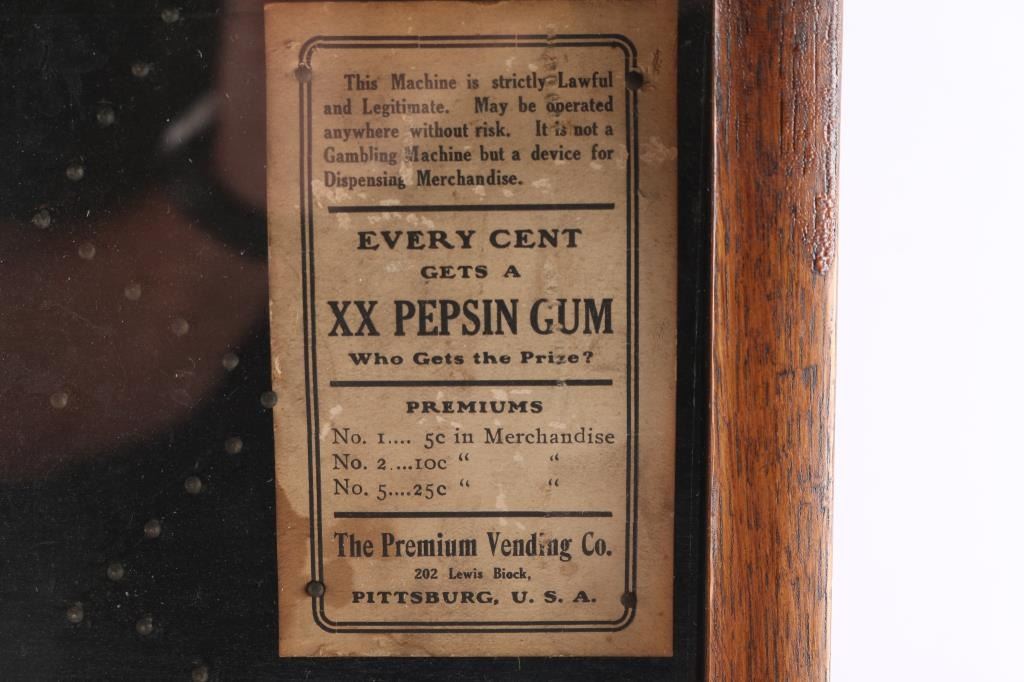 This Machine is strictly Lawful
and Legitimate. May be operated
anywhere without risk. It is not a
Gambling Machine but a device for
Dispensing Merchandise.
EVERY CENT
GETS A
XX PEPSIN GUM
Who Gets the Prize?
PREMIUMS
No. 1.... 5c in Merchandise
No. 2....10c “ “
No. 5....25c “ “
The Premium Vending Co.
202 Lewis Block,
PITTSBURG, U. S. A.